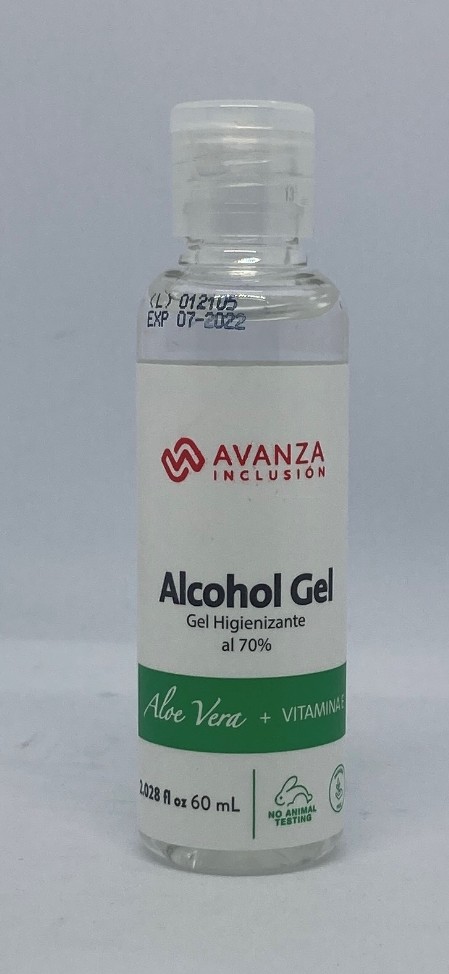 (L) 012105
EXP 07-2022
AVANZA
INCLUSIÓN
Alcohol Gel
Gel Higienizante
al 70%
Aloe Vera + VITAMINA E
2.028 fl oz 60 mL
NO ANIMAL
TESTING